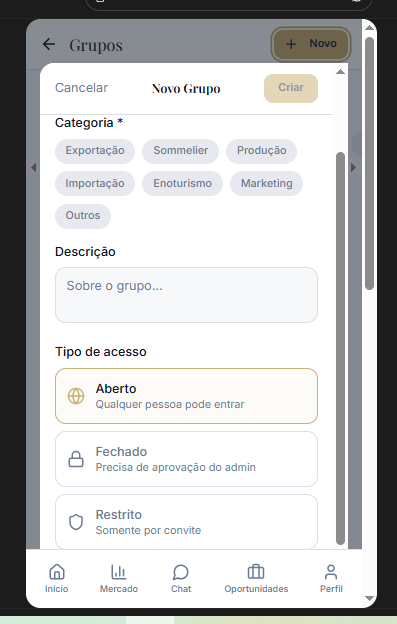 Grupos
Novo
Cancelar
Novo Grupo
Criar
Categoria *
Exportação
Sommelier
Produção
Importação
Enoturismo
Marketing
Outros
Descrição
Sobre o grupo...
Tipo de acesso
Aberto
Qualquer pessoa pode entrar
Fechado
Precisa de aprovação do admin
Restrito
Somente por convite
Início
Mercado
Chat
Oportunidades
Perfil